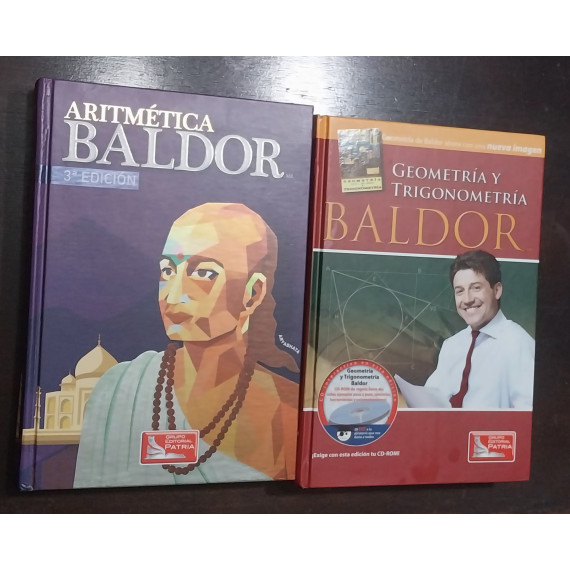 ARITMÉTICA
BALDOR
3ª EDICIÓN
ARYABHATA
GRUPO
EDITORIAL
PATRIA
nueva imagen
GEOMETRÍA
GEOMETRÍA Y
TRIGONOMETRÍA
BALDOR
Geometría
y Trigonometría
Baldor
¡Exige con esta edición tu CD-ROM!
GRUPO
EDITORIAL
PATRIA